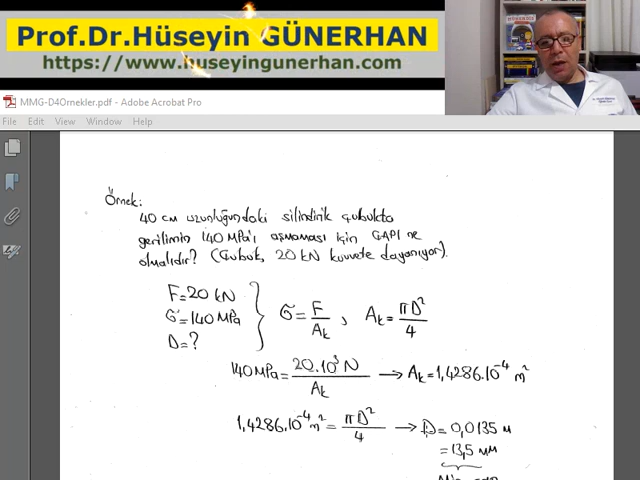 Prof.Dr.Hüseyin GÜNERHAN
https://www.huseyingunerhan.com
MMG-D4Ornekler.pdf - Adobe Acrobat Pro
File Edit View Window Help
Örnek:
40 cm uzunluğundaki silindirik çubukta
gerilimin 140 MPa'ı aşmaması için ÇAPI ne
olmalıdır? (Çubuk, 20 kN kuvvete dayanıyor).
F=20 kN
σ=140 MPa
D=?
σ = F/Aₖ , Aₖ = πD²/4
140 MPa = 20.10³ N/Aₖ → Aₖ=1,4286.10⁻⁴ m²
1,4286.10⁻⁴ m² = πD²/4 → D= 0,0135 m
= 13,5 mm